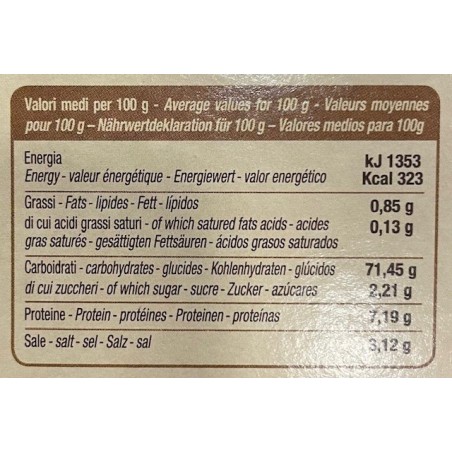 Valori medi per 100 g - Average values for 100 g - Valeurs moyennes
pour 100 g – Nährwertdeklaration für 100 g – Valores medios para 100g
Energia kJ 1353
Energy - valeur énergétique - Energiewert - valor energético Kcal 323
Grassi - Fats - lipides - Fett - lípidos 0,85 g
di cui acidi grassi saturi - of which satured fats acids - acides 0,13 g
gras saturés - gesättigten Fettsäuren - ácidos grasos saturados
Carboidrati - carbohydrates - glucides - Kohlenhydraten - glúcidos 71,45 g
di cui zuccheri - of which sugar - sucre - Zucker - azúcares 2,21 g
Proteine - Protein - protéines - Proteinen - proteínas 7,19 g
Sale - salt - sel - Salz - sal 3,12 g